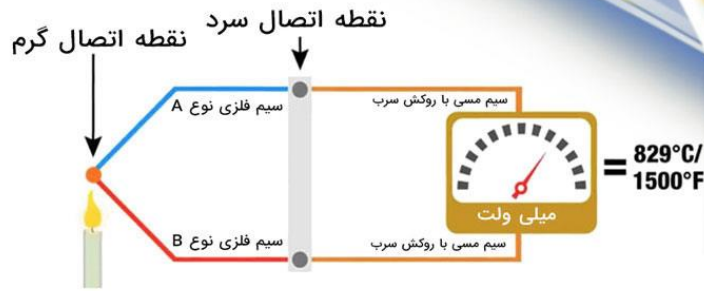 نقطه اتصال سرد
نقطه اتصال گرم
سیم فلزی نوع A
سیم مسی با روکش سرب
میلی ولت
= 829°C/
1500°F
سیم فلزی نوع B
سیم مسی با روکش سرب